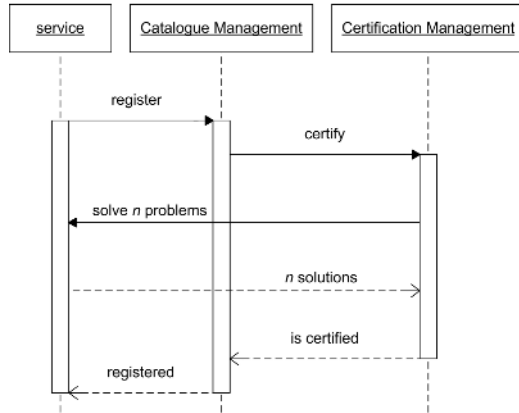 service
Catalogue Management
Certification Management
register
certify
solve n problems
n solutions
is certified
registered